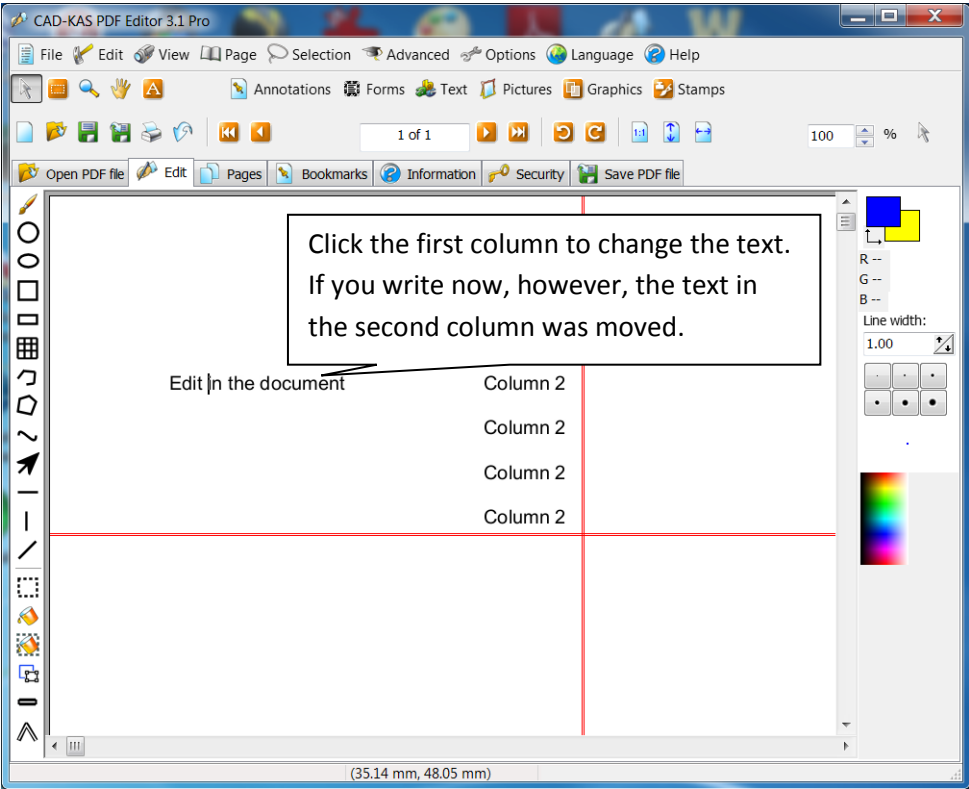 CAD-KAS PDF Editor 3.1 Pro
File Edit View Page Selection Advanced Options Language Help
Annotations Forms Text Pictures Graphics Stamps
1 of 1 1:1 100 %
Open PDF file Edit Pages Bookmarks Information Security Save PDF file
Click the first column to change the text.
If you write now, however, the text in
the second column was moved.
Edit in the document Column 2
Column 2
Column 2
Column 2
R --
G --
B --
Line width:
1.00
(35.14 mm, 48.05 mm)